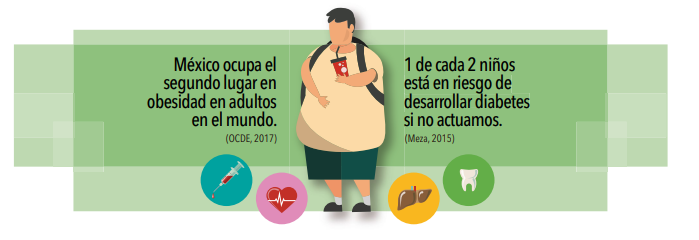 México ocupa el
segundo lugar en
obesidad en adultos
en el mundo.
(OCDE, 2017)
1 de cada 2 niños
está en riesgo de
desarrollar diabetes
si no actuamos.
(Meza, 2015)